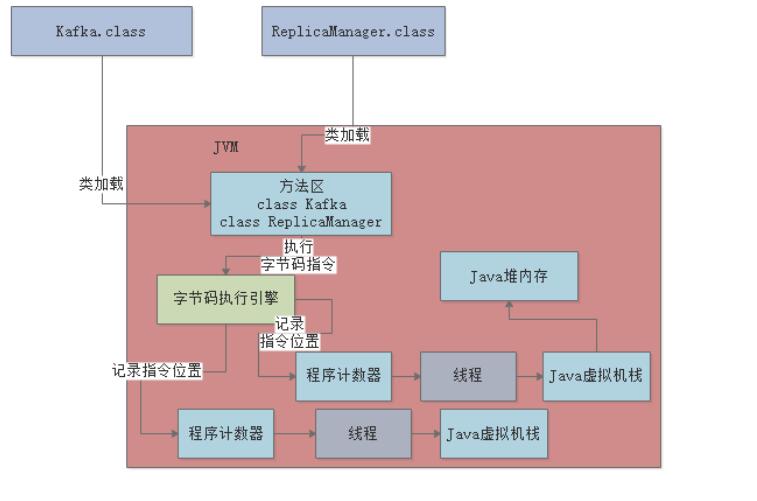 Kafka.class
ReplicaManager.class
JVM
类加载
类加载
方法区
class Kafka
class ReplicaManager
执行
字节码指令
字节码执行引擎
Java堆内存
记录
指令位置
记录指令位置
程序计数器
线程
Java虚拟机栈
程序计数器
线程
Java虚拟机栈